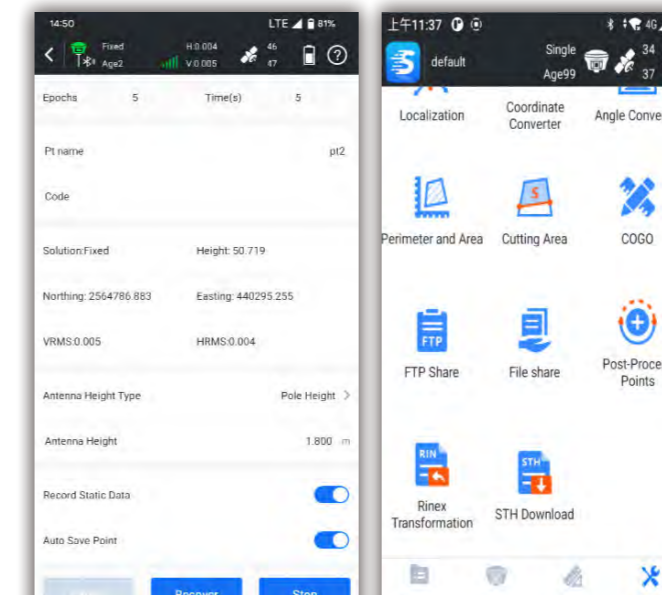 14:50
LTE 81%
Fixed
Age2
H:0.004
V:0.005
46
47
Epochs 5 Time(s) 5
Pt name pt2
Code
Solution:Fixed Height: 50.719
Northing: 2564786.883 Easting: 440295.255
VRMS:0.005 HRMS:0.004
Antenna Height Type Pole Height
Antenna Height 1.800 m
Record Static Data
Auto Save Point
Recover Stop
上午11:37
4G
default
Single
Age99
34
37
Localization
Coordinate
Converter
Angle Conve
Perimeter and Area
S
Cutting Area
COGO
FTP
FTP Share
File share
Post-Proce
Points
RIN
Rinex
Transformation
STH
STH Download